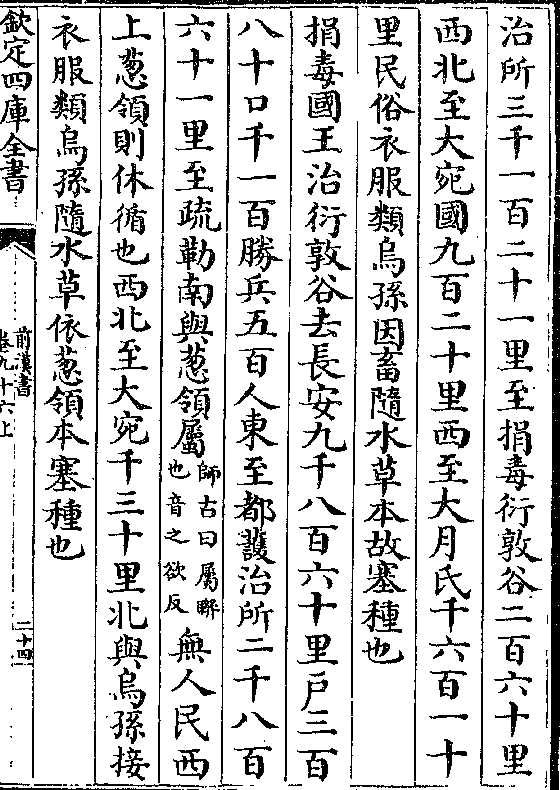 治所三千一百二十一里至捐毒衍敦谷二百六十里
西北至大宛國九百二十里西至大月氏千六百一十
里民俗衣服類烏孫因畜隨水草本故塞種也
捐毒國王治衍敦谷去長安九千八百六十里戶三百
八十口千一百勝兵五百人東至都護治所二千八百
六十一里至疏勒南與葱領屬師古曰屬聮也音之欲反無人民西
上葱領則休循也西北至大宛千三十里北與烏孫接
衣服類烏孫隨水草依葱領本塞種也
欽定四庫全書
前漢書
卷九十六上
二十四